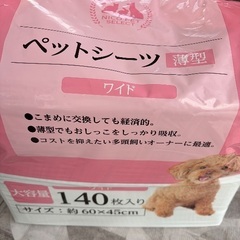 SELECT
ペットシーツ 薄型
ワイド
●こまめに交換しても経済的。
●薄型でもおしっこをしっかり吸収。
●コストを抑えたい多頭飼いオーナーに最適。
大容量 140枚入り
サイズ：約60×45cm